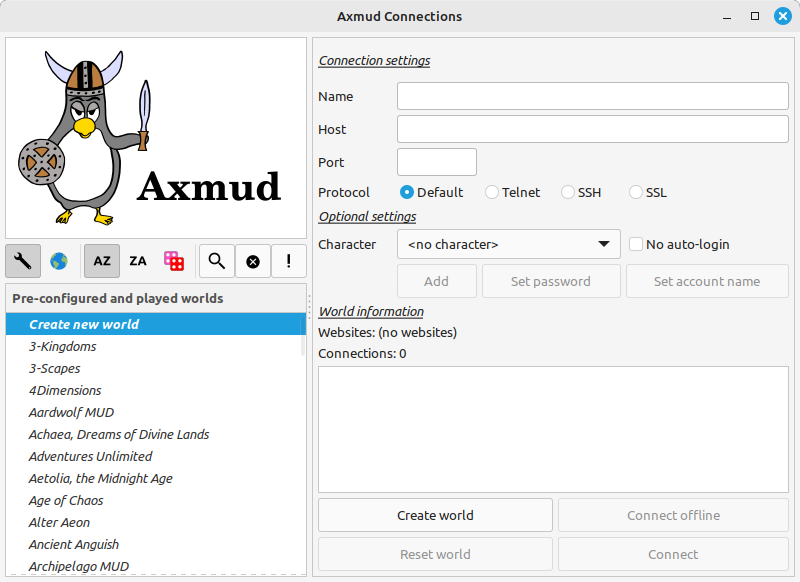 Axmud Connections
Axmud
AZ
ZA
!
Pre-configured and played worlds
Create new world
3-Kingdoms
3-Scapes
4Dimensions
Aardwolf MUD
Achaea, Dreams of Divine Lands
Adventures Unlimited
Aetolia, the Midnight Age
Age of Chaos
Alter Aeon
Ancient Anguish
Archipelago MUD
Connection settings
Name
Host
Port
Protocol Default Telnet SSH SSL
Optional settings
Character <no character> No auto-login
Add Set password Set account name
World information
Websites: (no websites)
Connections: 0
Create world Connect offline
Reset world Connect